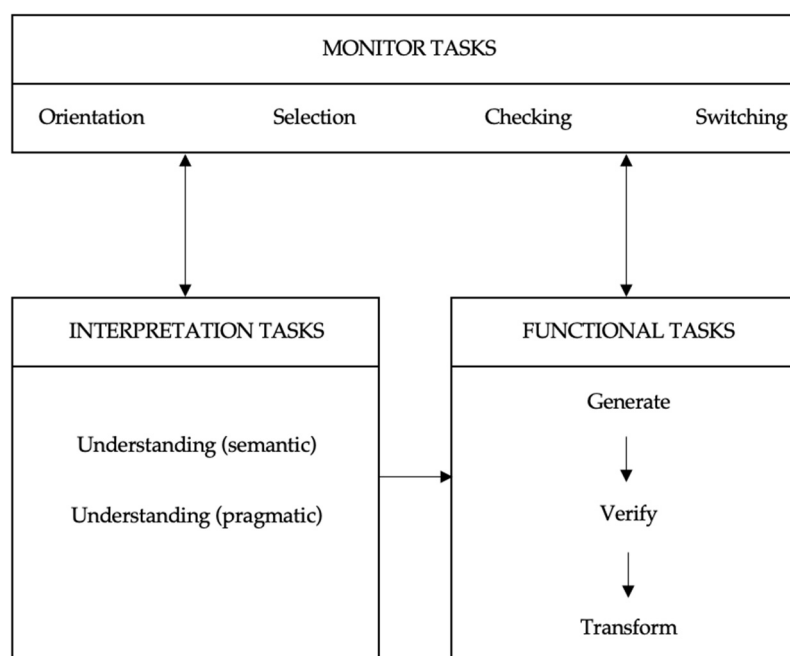 MONITOR TASKS
Orientation Selection Checking Switching
INTERPRETATION TASKS
Understanding (semantic)
Understanding (pragmatic)
FUNCTIONAL TASKS
Generate
Verify
Transform